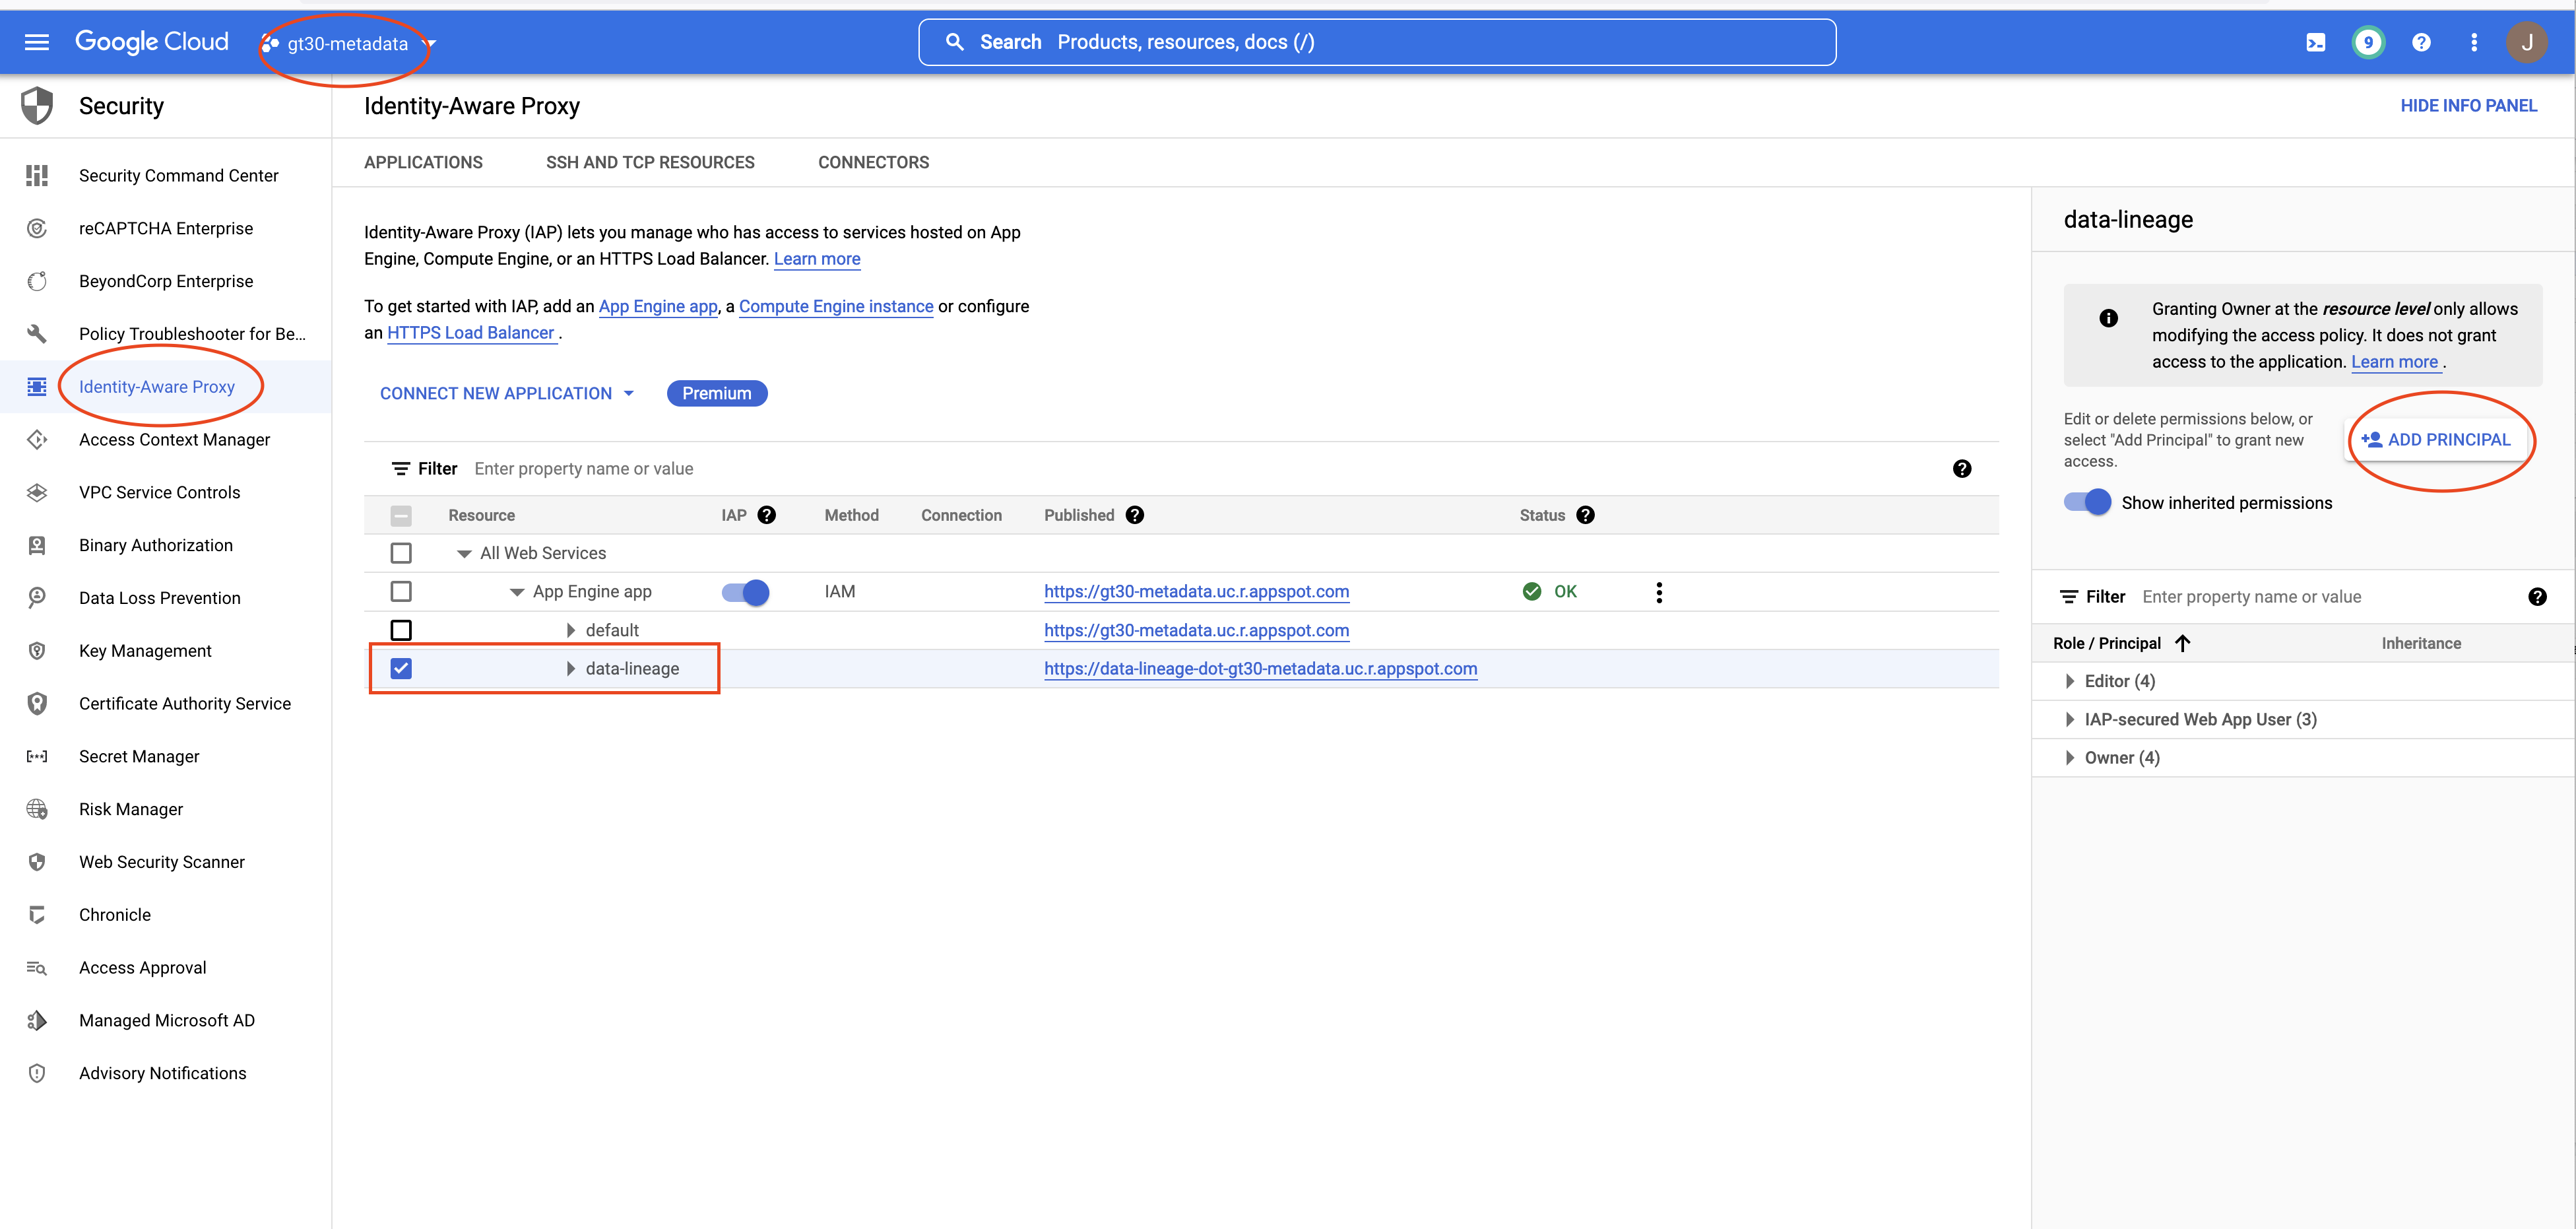 Google Cloud
gt30-metadata
Search Products, resources, docs (/)
9
J
Security
Identity-Aware Proxy
HIDE INFO PANEL
Security Command Center
reCAPTCHA Enterprise
BeyondCorp Enterprise
Policy Troubleshooter for Be...
Identity-Aware Proxy
Access Context Manager
VPC Service Controls
Binary Authorization
Data Loss Prevention
Key Management
Certificate Authority Service
Secret Manager
Risk Manager
Web Security Scanner
Chronicle
Access Approval
Managed Microsoft AD
Advisory Notifications
APPLICATIONS
SSH AND TCP RESOURCES
CONNECTORS
Identity-Aware Proxy (IAP) lets you manage who has access to services hosted on App
Engine, Compute Engine, or an HTTPS Load Balancer. Learn more
To get started with IAP, add an App Engine app, a Compute Engine instance or configure
an HTTPS Load Balancer .
CONNECT NEW APPLICATION
Premium
Filter Enter property name or value
Resource IAP Method Connection Published Status
All Web Services
App Engine app IAM https://gt30-metadata.uc.r.appspot.com OK
default https://gt30-metadata.uc.r.appspot.com
data-lineage https://data-lineage-dot-gt30-metadata.uc.r.appspot.com
data-lineage
Granting Owner at the resource level only allows
modifying the access policy. It does not grant
access to the application. Learn more .
Edit or delete permissions below, or
select "Add Principal" to grant new
access.
ADD PRINCIPAL
Show inherited permissions
Filter Enter property name or value
Role / Principal Inheritance
Editor (4)
IAP-secured Web App User (3)
Owner (4)